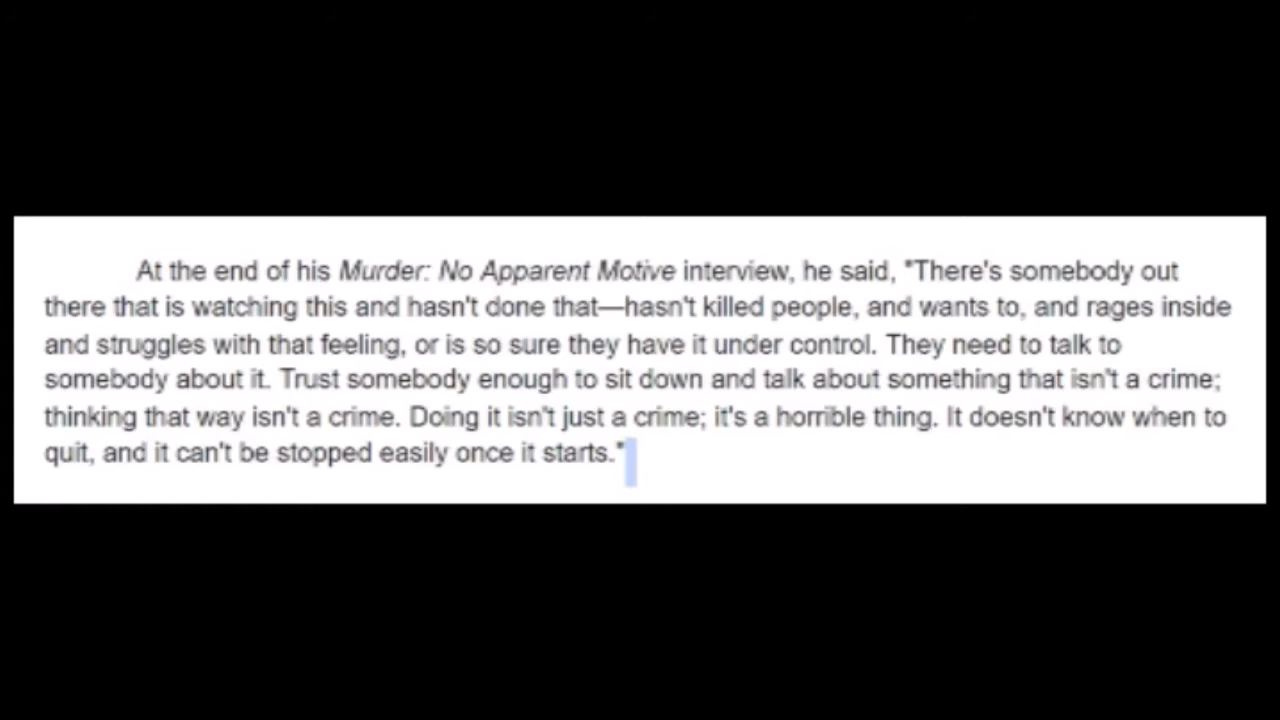 At the end of his Murder: No Apparent Motive interview, he said, "There's somebody out
there that is watching this and hasn't done that—hasn't killed people, and wants to, and rages inside
and struggles with that feeling, or is so sure they have it under control. They need to talk to
somebody about it. Trust somebody enough to sit down and talk about something that isn't a crime;
thinking that way isn't a crime. Doing it isn't just a crime; it's a horrible thing. It doesn't know when to
quit, and it can't be stopped easily once it starts."